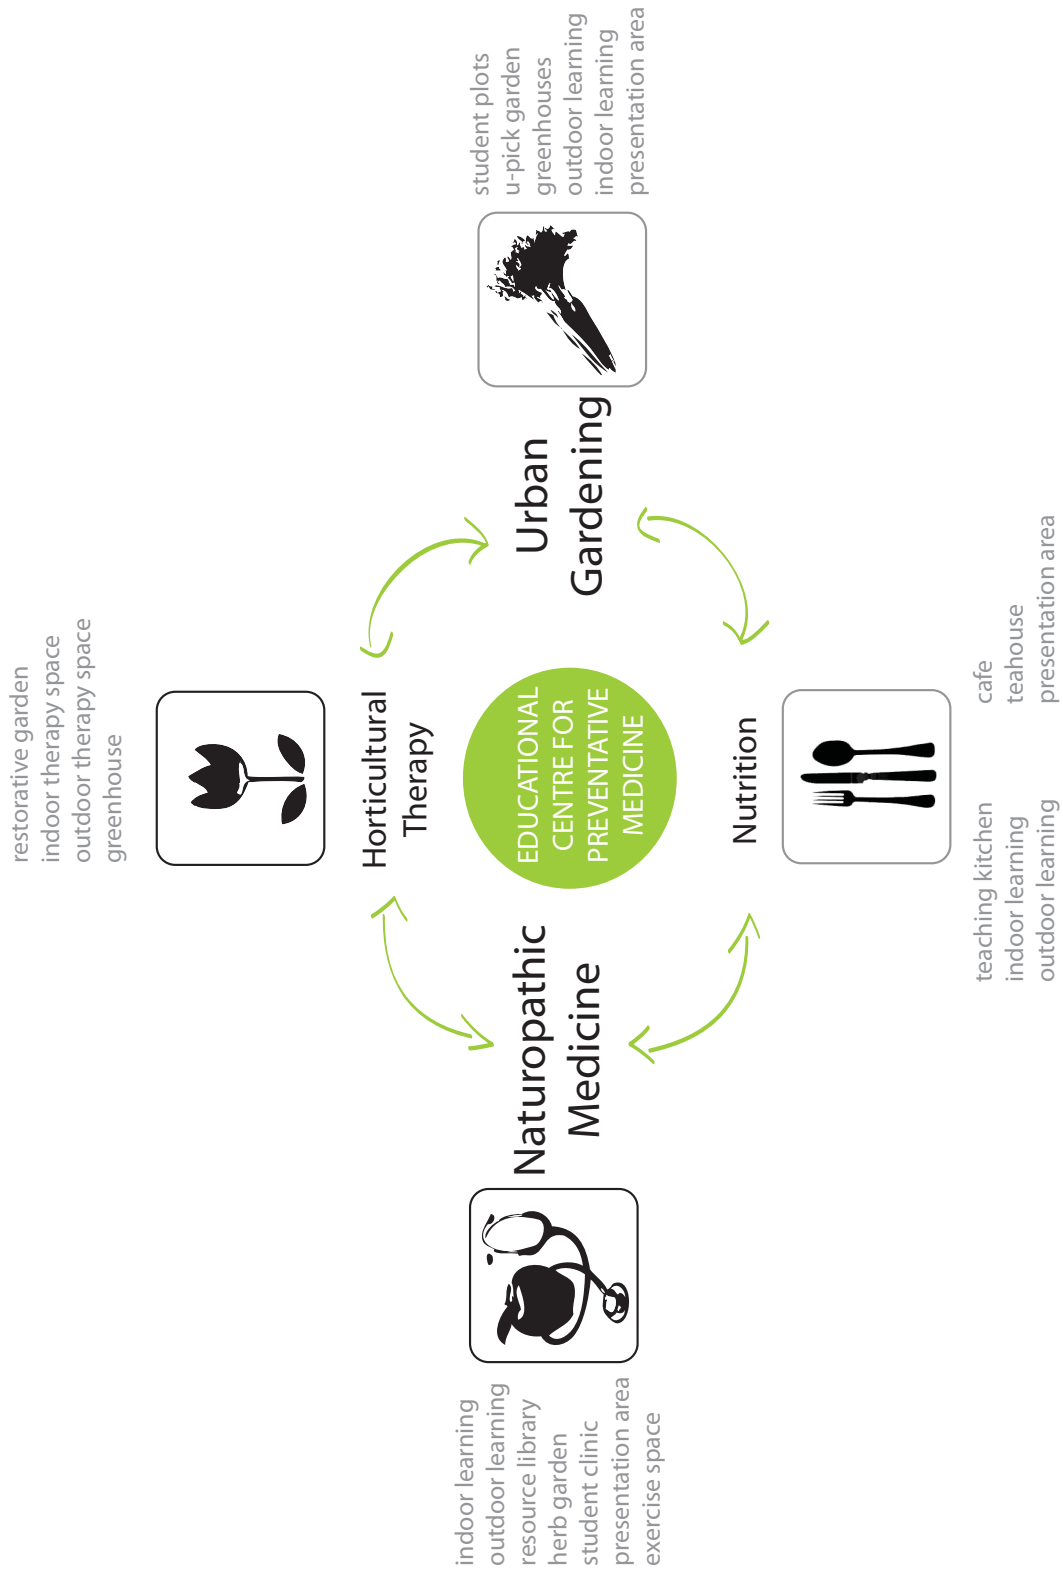 restorative garden
indoor therapy space
outdoor therapy space
greenhouse
Horticultural
Therapy
indoor learning
outdoor learning
resource library
herb garden
student clinic
presentation area
exercise space
Naturopathic
Medicine
EDUCATIONAL
CENTRE FOR
PREVENTATIVE
MEDICINE
Urban
Gardening
student plots
u-pick garden
greenhouses
outdoor learning
indoor learning
presentation area
Nutrition
teaching kitchen
indoor learning
outdoor learning
cafe
teahouse
presentation area